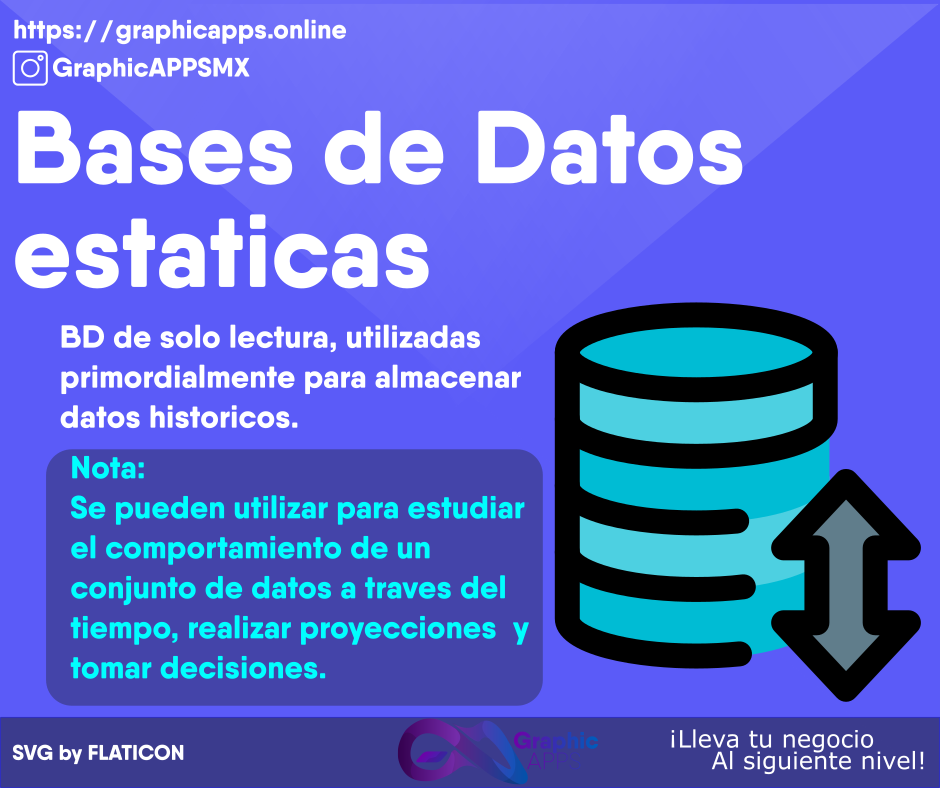 https://graphicapps.online
GraphicAPPSMX
Bases de Datos
estaticas
BD de solo lectura, utilizadas
primordialmente para almacenar
datos historicos.
Nota:
Se pueden utilizar para estudiar
el comportamiento de un
conjunto de datos a traves del
tiempo, realizar proyecciones y
tomar decisiones.
SVG by FLATICON
Graphic
APPS
¡Lleva tu negocio
Al siguiente nivel!